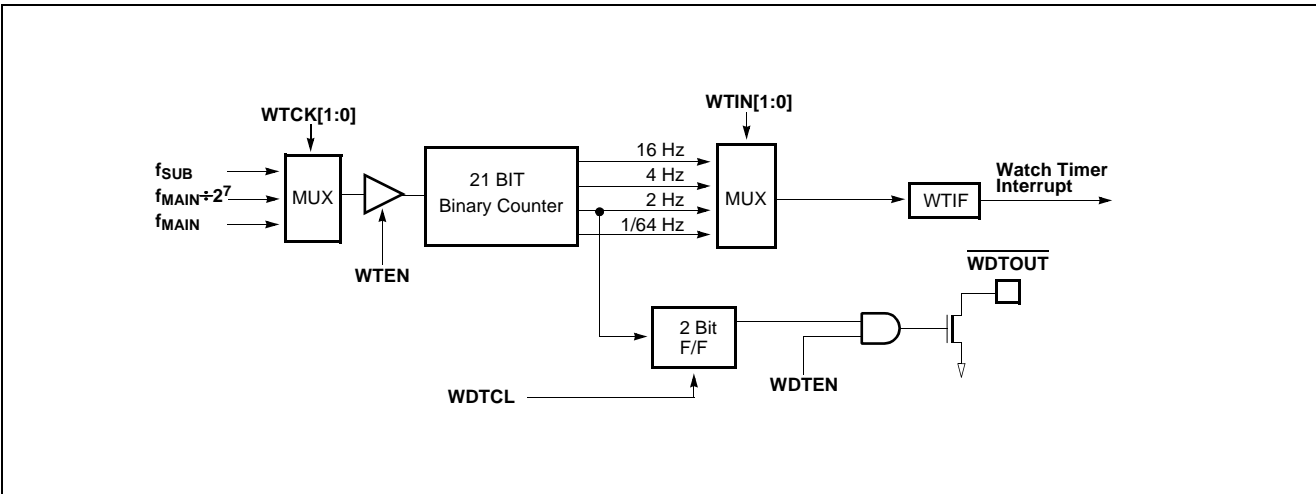 WTCK[1:0]
WTIN[1:0]
fSUB
fMAIN÷2⁷
fMAIN
MUX
21 BIT
Binary Counter
16 Hz
4 Hz
2 Hz
1/64 Hz
MUX
WTIF
Watch Timer
Interrupt
WTEN
WDTOUT
2 Bit
F/F
WDTEN
WDTCL